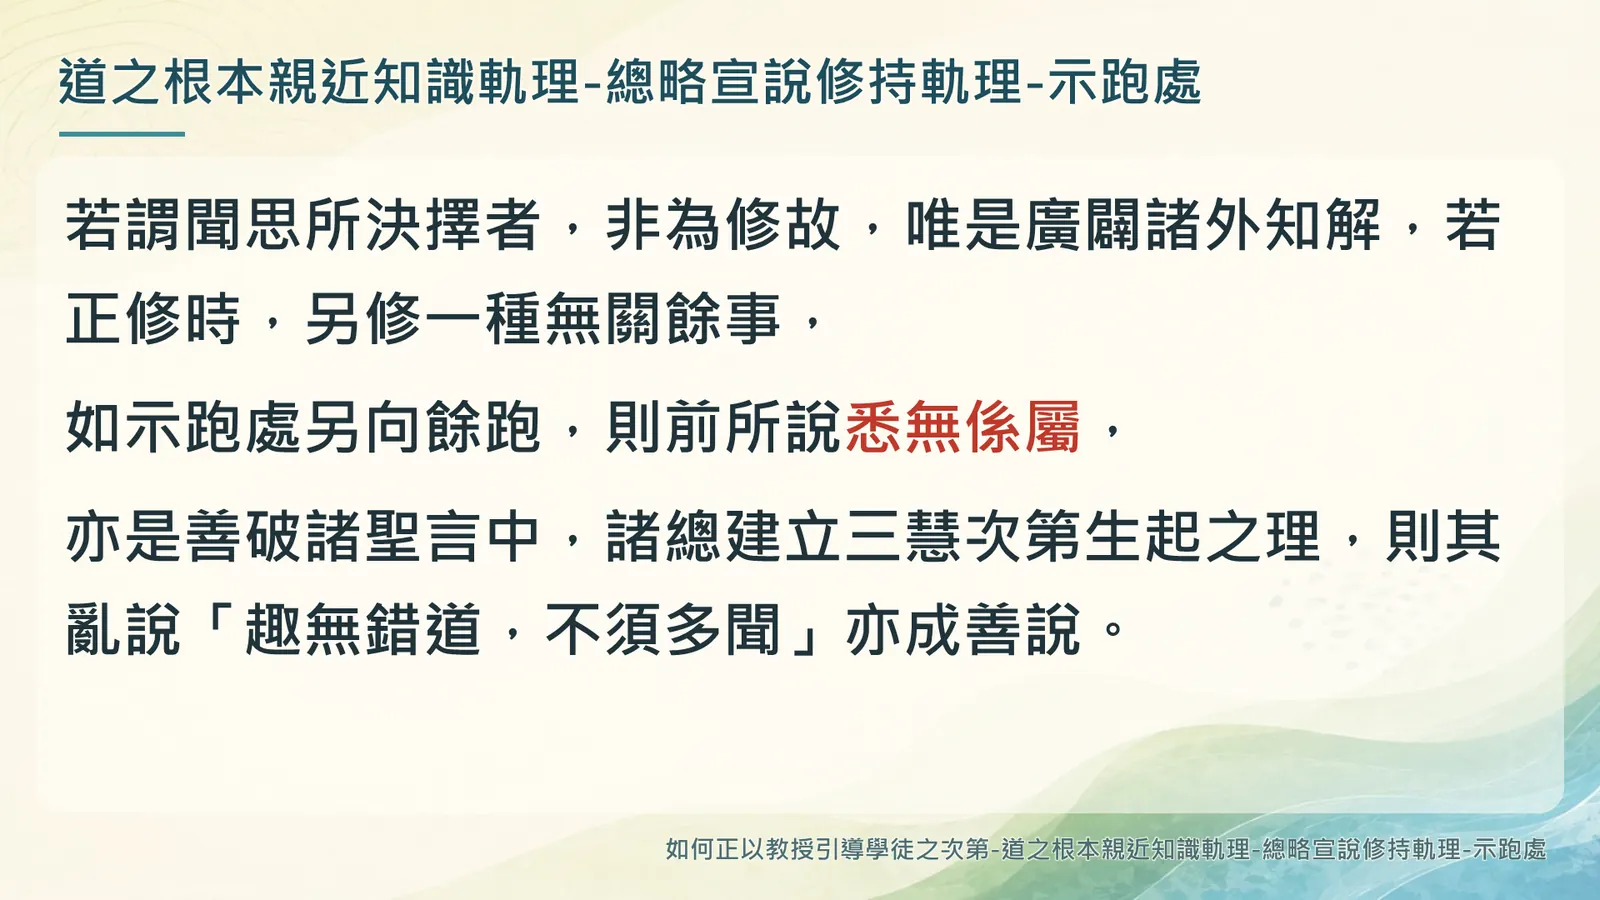 道之根本親近知識軌理-總略宣說修持軌理-示跑處
若謂聞思所決擇者，非為修故，唯是廣闢諸外知解，若
正修時，另修一種無關餘事，
如示跑處另向餘跑，則前所說悉無係屬，
亦是善破諸聖言中，諸總建立三慧次第生起之理，則其
亂說「趣無錯道，不須多聞」亦成善說。
如何正以教授引導學徒之次第-道之根本親近知識軌理-總略宣說修持軌理-示跑處